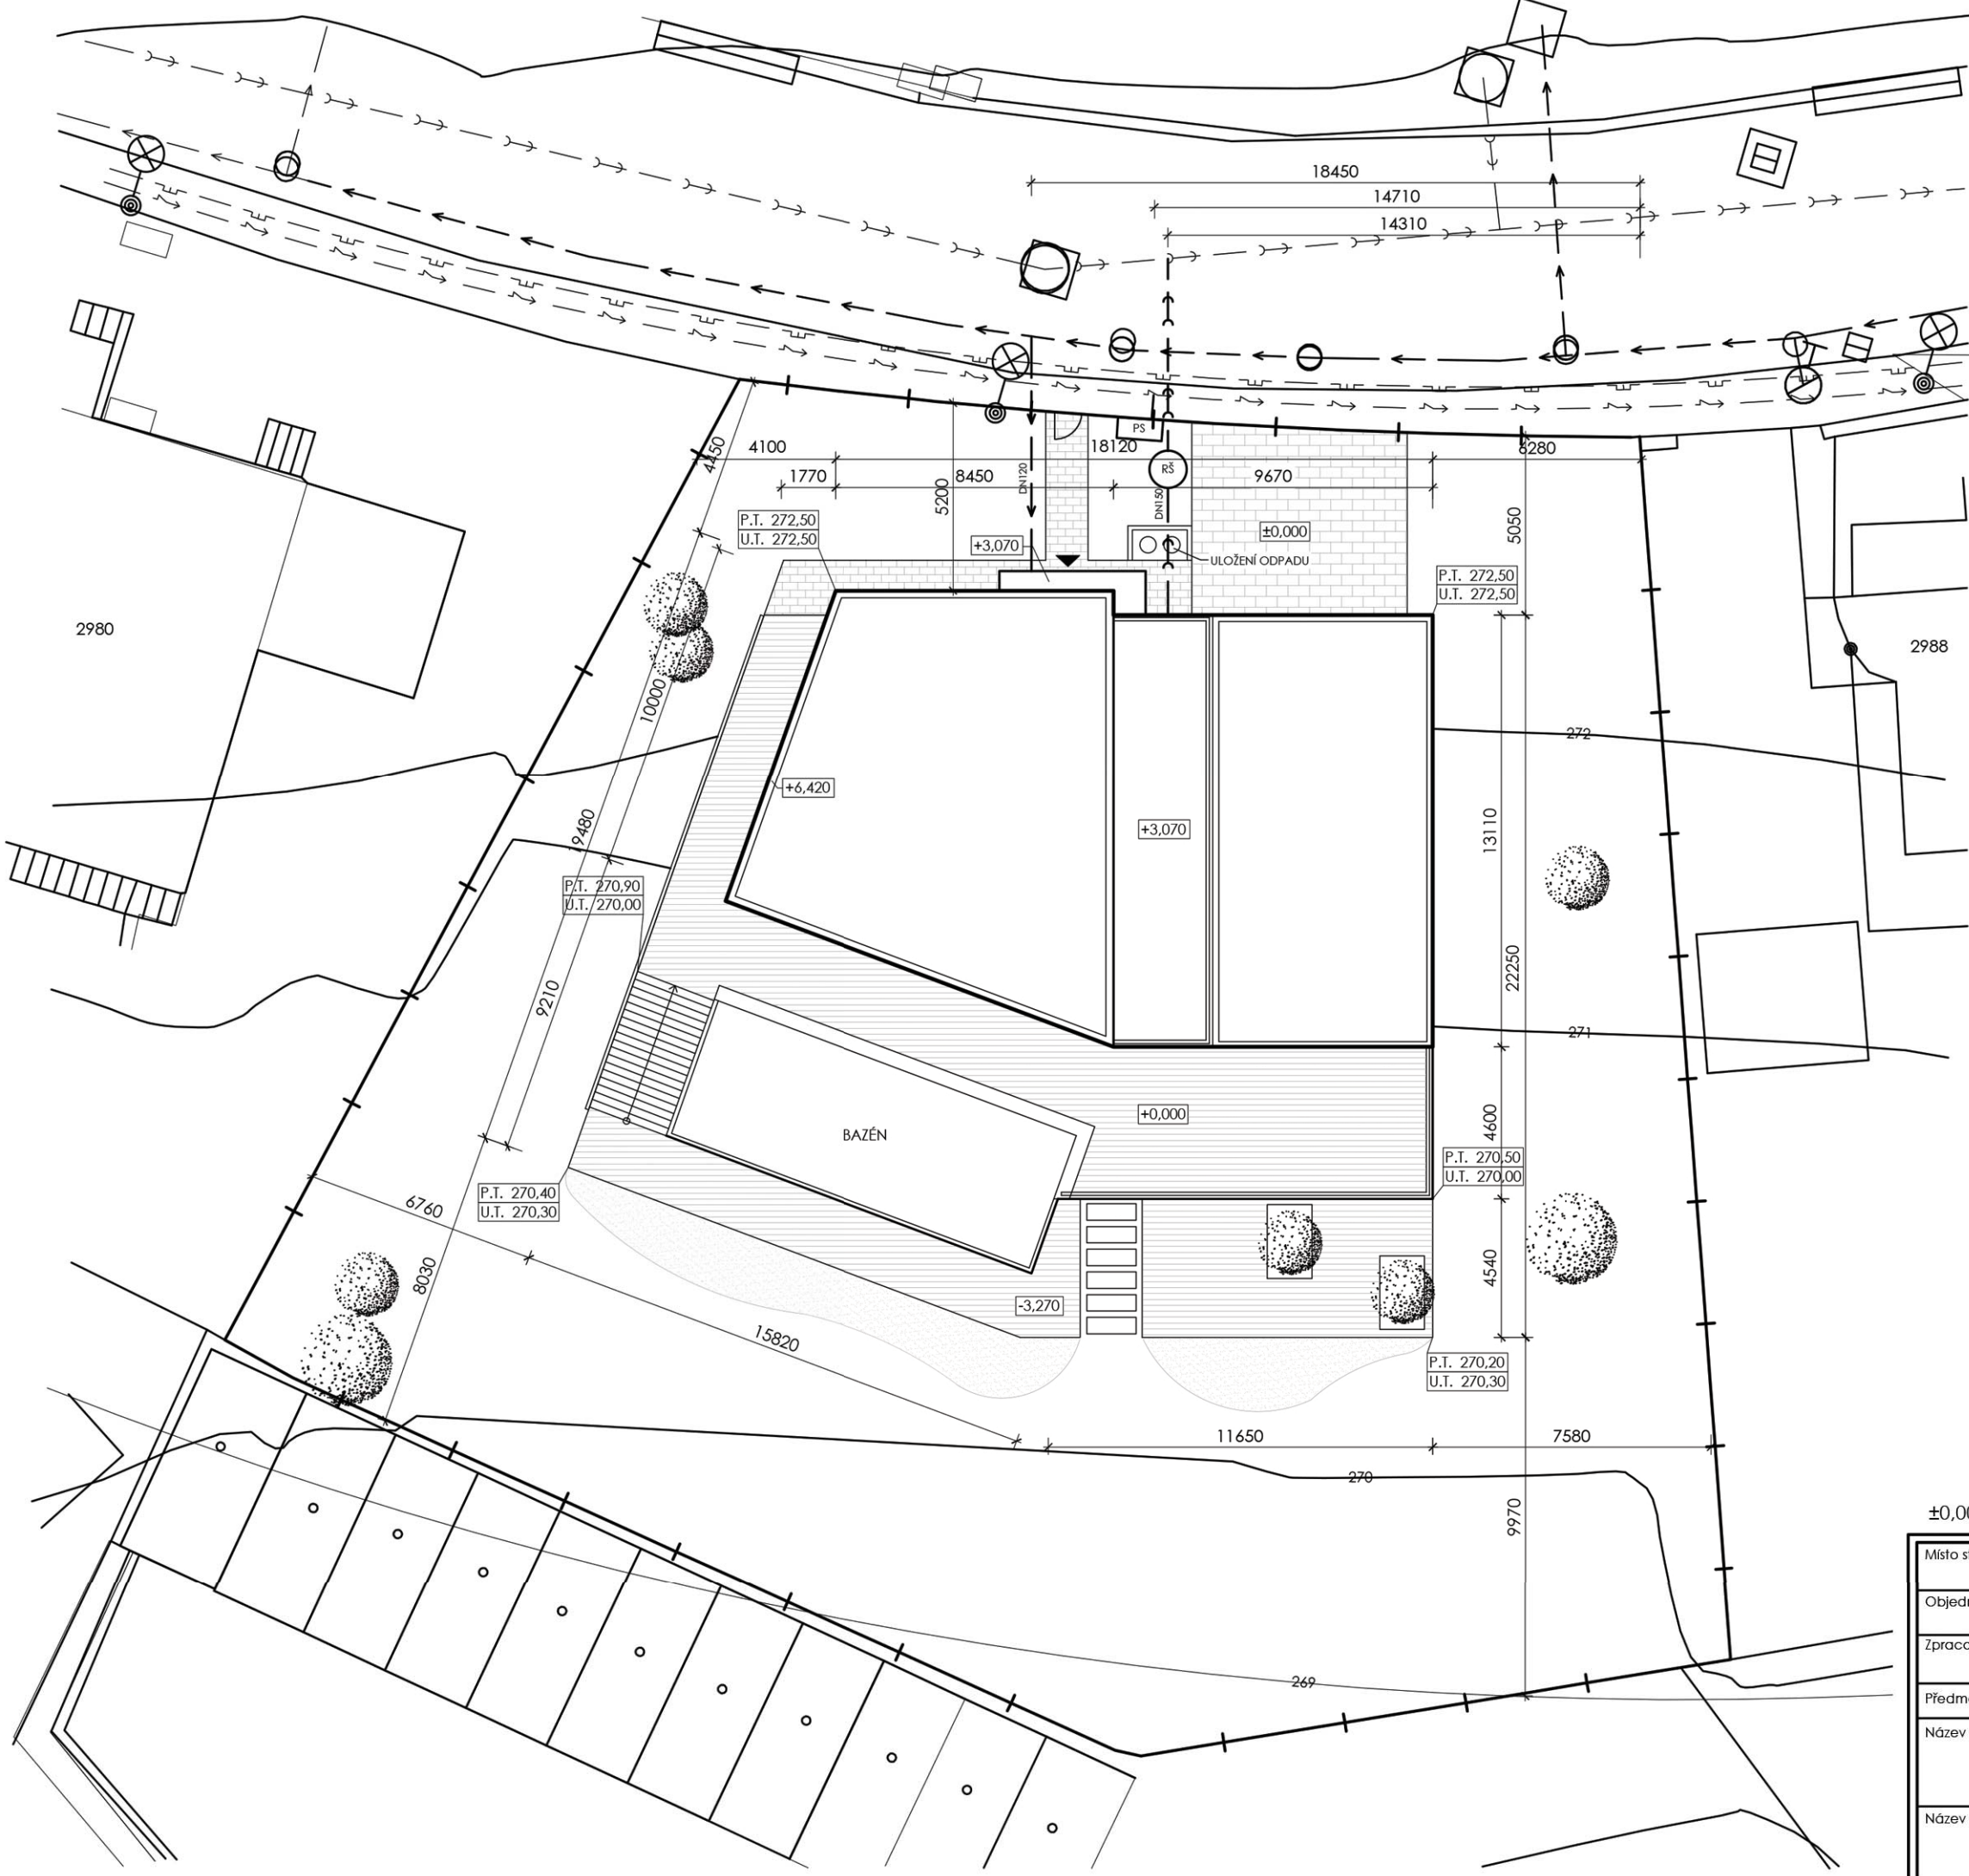 18450
14710
14310
4450
4100
18120
6280
PS
1770
8450
9670
RŠ
5200
DN120
DN150
5050
P.T. 272,50
U.T. 272,50
+3,070
±0,000
ULOŽENÍ ODPADU
P.T. 272,50
U.T. 272,50
2980
2988
10000
272
+6,420
19480
+3,070
13110
P.T. 270,90
U.T. 270,00
9210
22250
271
+0,000
4600
BAZÉN
P.T. 270,50
U.T. 270,00
P.T. 270,40
U.T. 270,30
6760
8030
4540
-3,270
15820
P.T. 270,20
U.T. 270,30
11650
7580
270
9970
±0,00
Místo s
Objedn
Zpraco
269
Předm
Název
Název